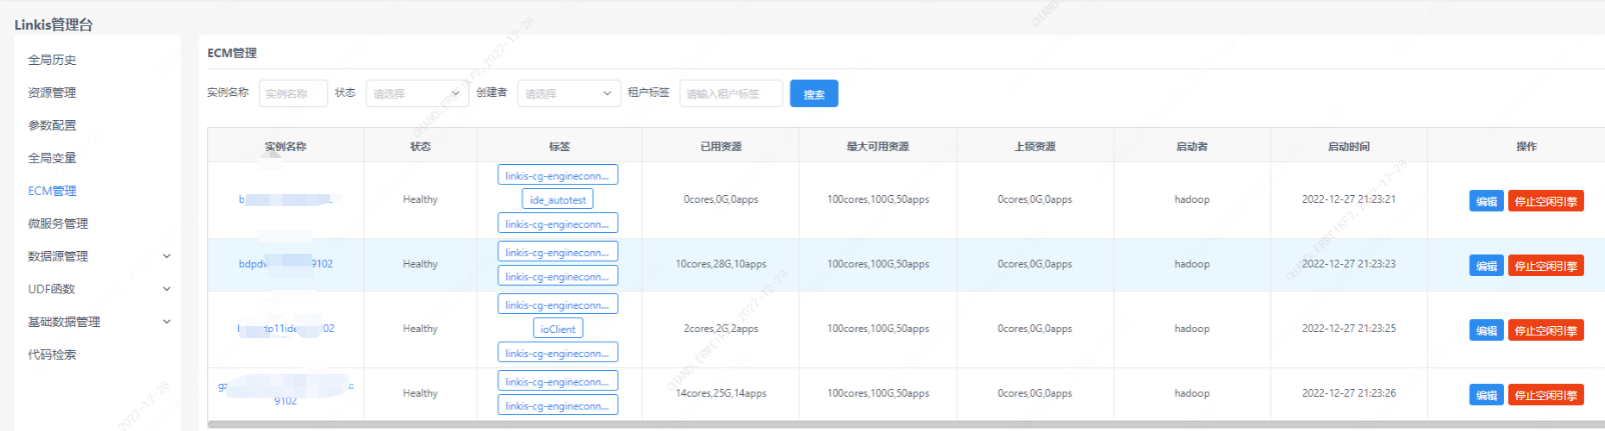 Linkis管理台
全局历史
资源管理
参数配置
全局变量
ECM管理
微服务管理
数据源管理
UDF函数
基础数据管理
代码检索
ECM管理
实例名称 实例名称 状态 请选择 创建者 请选择 租户标签 请输入租户标签 搜索
实例名称 状态 标签 已用资源 最大可用资源 上锁资源 启动者 启动时间 操作
Healthy linkis-cg-engineconn... ide_autotest linkis-cg-engineconn... 0cores,0G,0apps 100cores,100G,50apps 0cores,0G,0apps hadoop 2022-12-27 21:23:21 编辑 停止空闲引擎
9102 Healthy linkis-cg-engineconn... linkis-cg-engineconn... 10cores,28G,10apps 100cores,100G,50apps 0cores,0G,0apps hadoop 2022-12-27 21:23:23 编辑 停止空闲引擎
Healthy linkis-cg-engineconn... ioClient linkis-cg-engineconn... 2cores,2G,2apps 100cores,100G,50apps 0cores,0G,0apps hadoop 2022-12-27 21:23:25 编辑 停止空闲引擎
9102 Healthy linkis-cg-engineconn... linkis-cg-engineconn... 14cores,25G,14apps 100cores,100G,50apps 0cores,0G,0apps hadoop 2022-12-27 21:23:26 编辑 停止空闲引擎